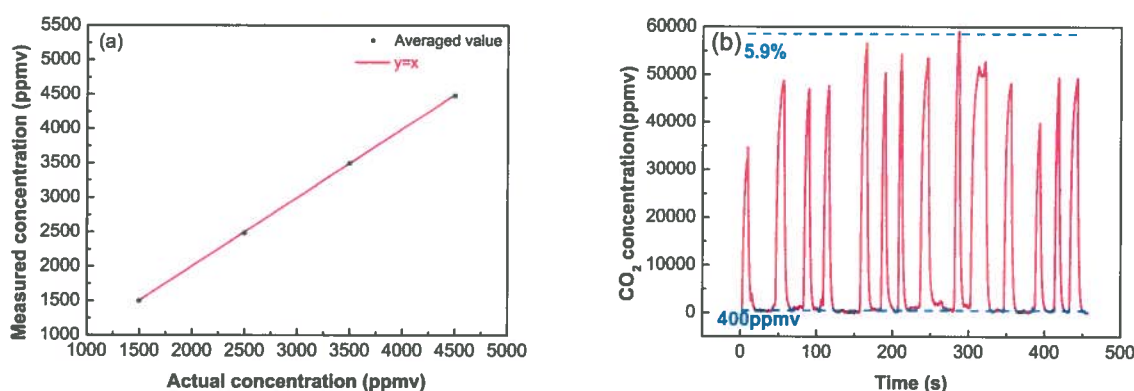 (a)
Averaged value
y=x
Measured concentration (ppmv)
5500
5000
4500
4000
3500
3000
2500
2000
1500
1000
1000 1500 2000 2500 3000 3500 4000 4500 5000
Actual concentration (ppmv)
(b)
5.9%
400ppmv
CO₂ concentration(ppmv)
60000
50000
40000
30000
20000
10000
0
0 100 200 300 400 500
Time (s)